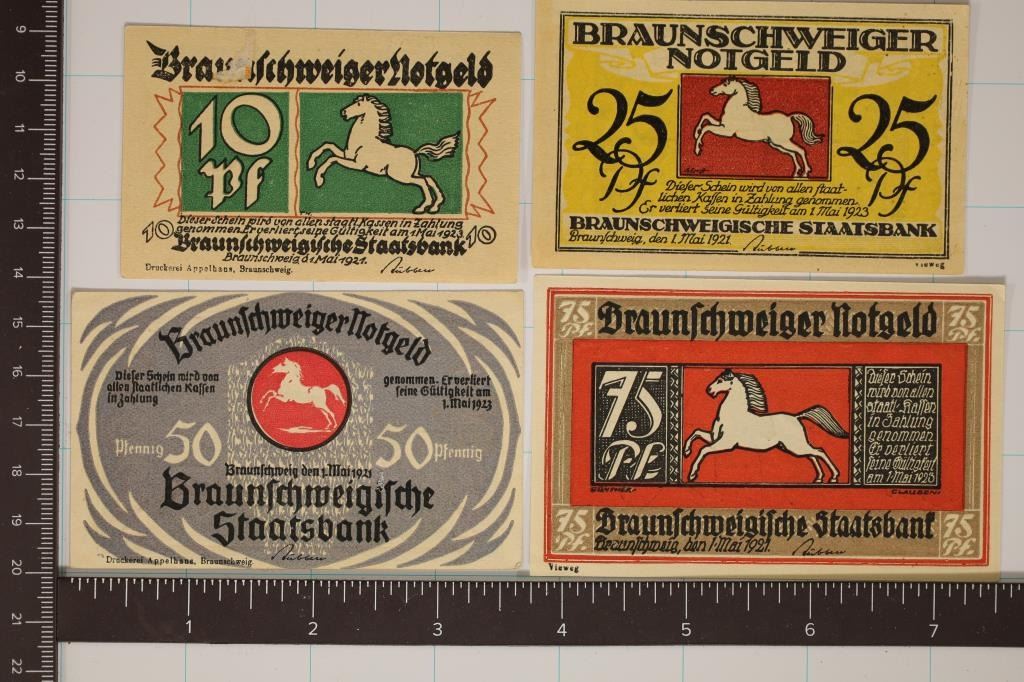 Braunschweiger Notgeld
10
Pf
Dieser Schein wird von allen staatl. Kassen in Zahlung
genommen. Er verliert seine Gültigkeit am 1. Mai 1923
10 Braunschweigische Staatsbank 10
Braunschweig d. 1. Mai 1921.
Druckerei Appelhans, Braunschweig.
BRAUNSCHWEIGER
NOTGELD
25 25
Pf Pf
Dieser Schein wird von allen staat-
lichen Kassen in Zahlung genommen.
Er verliert seine Gültigkeit am 1. Mai 1923
BRAUNSCHWEIGISCHE STAATSBANK
Braunschweig, den 1. Mai 1921.
Vieweg
Braunschweiger Notgeld
Dieser Schein wird von
allen staatlichen Kassen
in Zahlung
genommen. Er verliert
seine Gültigkeit am
1. Mai 1923
Pfennig 50 50 Pfennig
Braunschweig den 1. Mai 1921
Braunschweigische
Staatsbank
Druckerei Appelhans, Braunschweig.
75 Pf. 75 Pf.
Braunschweiger Notgeld
75
Pf.
Dieser Schein
wird von allen
staatl. Kassen
in Zahlung
genommen
Er verliert
seine Gültigkeit
am 1. Mai 1923
GÜNTHER CLAUSEN
Braunschweigische Staatsbank
Braunschweig, den 1. Mai 1921.
75 Pf. 75 Pf.
Vieweg
9
10
11
12
13
14
15
16
17
18
19
20
21
22
1 2 3 4 5 6 7